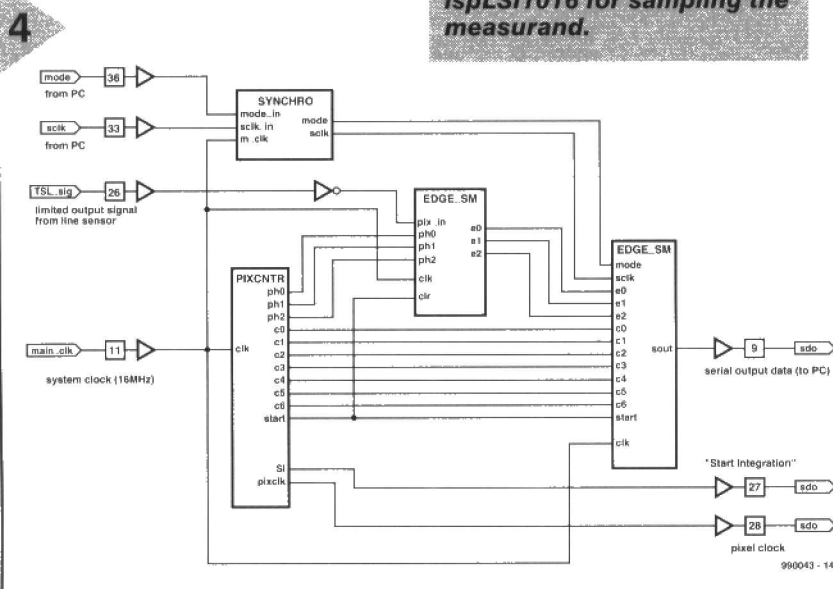 4
ispLSI1016 for sampling the
measurand.
mode
36
from PC
sclk
33
from PC
SYNCHRO
mode_in
sclk_in
m_clk
mode
sclk
TSL_sig
26
limited output signal
from line sensor
EDGE_SM
pix_in
ph0
ph1
ph2
clk
clr
e0
e1
e2
PIXCNTR
clk
ph0
ph1
ph2
c0
c1
c2
c3
c4
c5
c6
start
SI
pixclk
main_clk
11
system clock (16MHz)
EDGE_SM
mode
sclk
e0
e1
e2
c0
c1
c2
c3
c4
c5
c6
start
clk
sout
9
sdo
serial output data (to PC)
"Start Integration"
27
sdo
28
sdo
pixel clock
990043 - 14